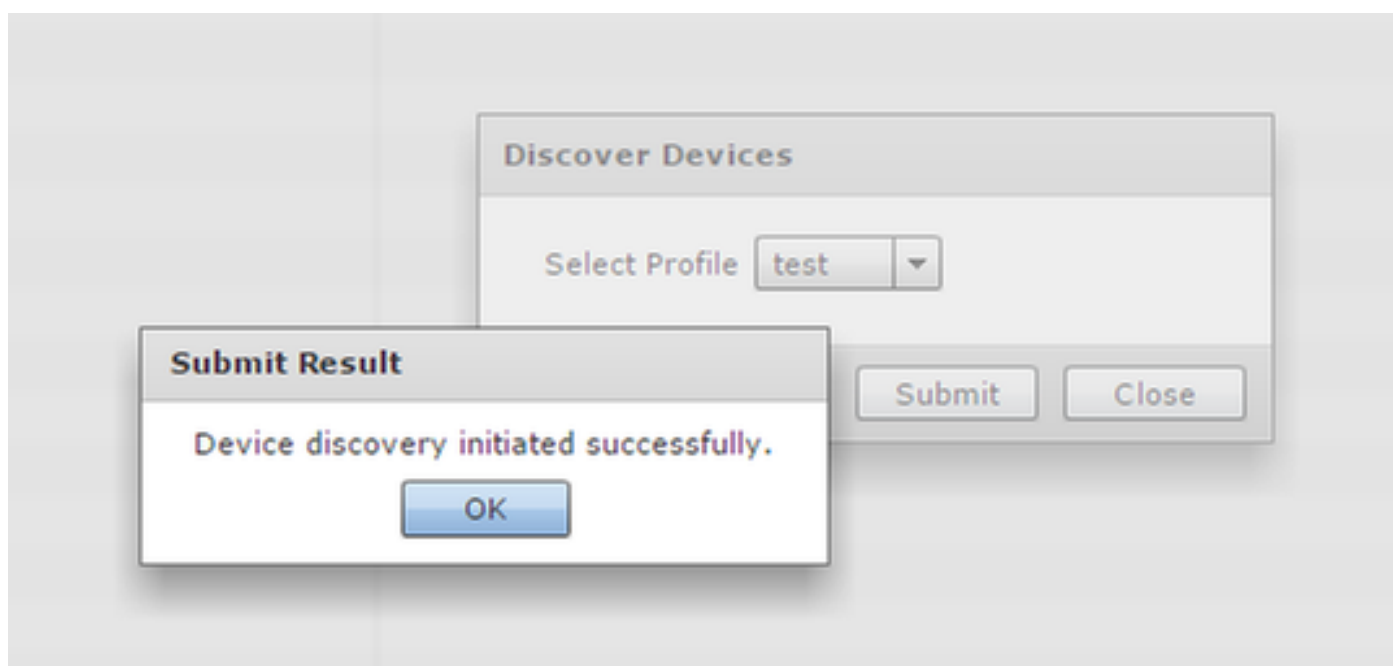 Discover Devices
Select Profile test
Submit Close
Submit Result
Device discovery initiated successfully.
OK